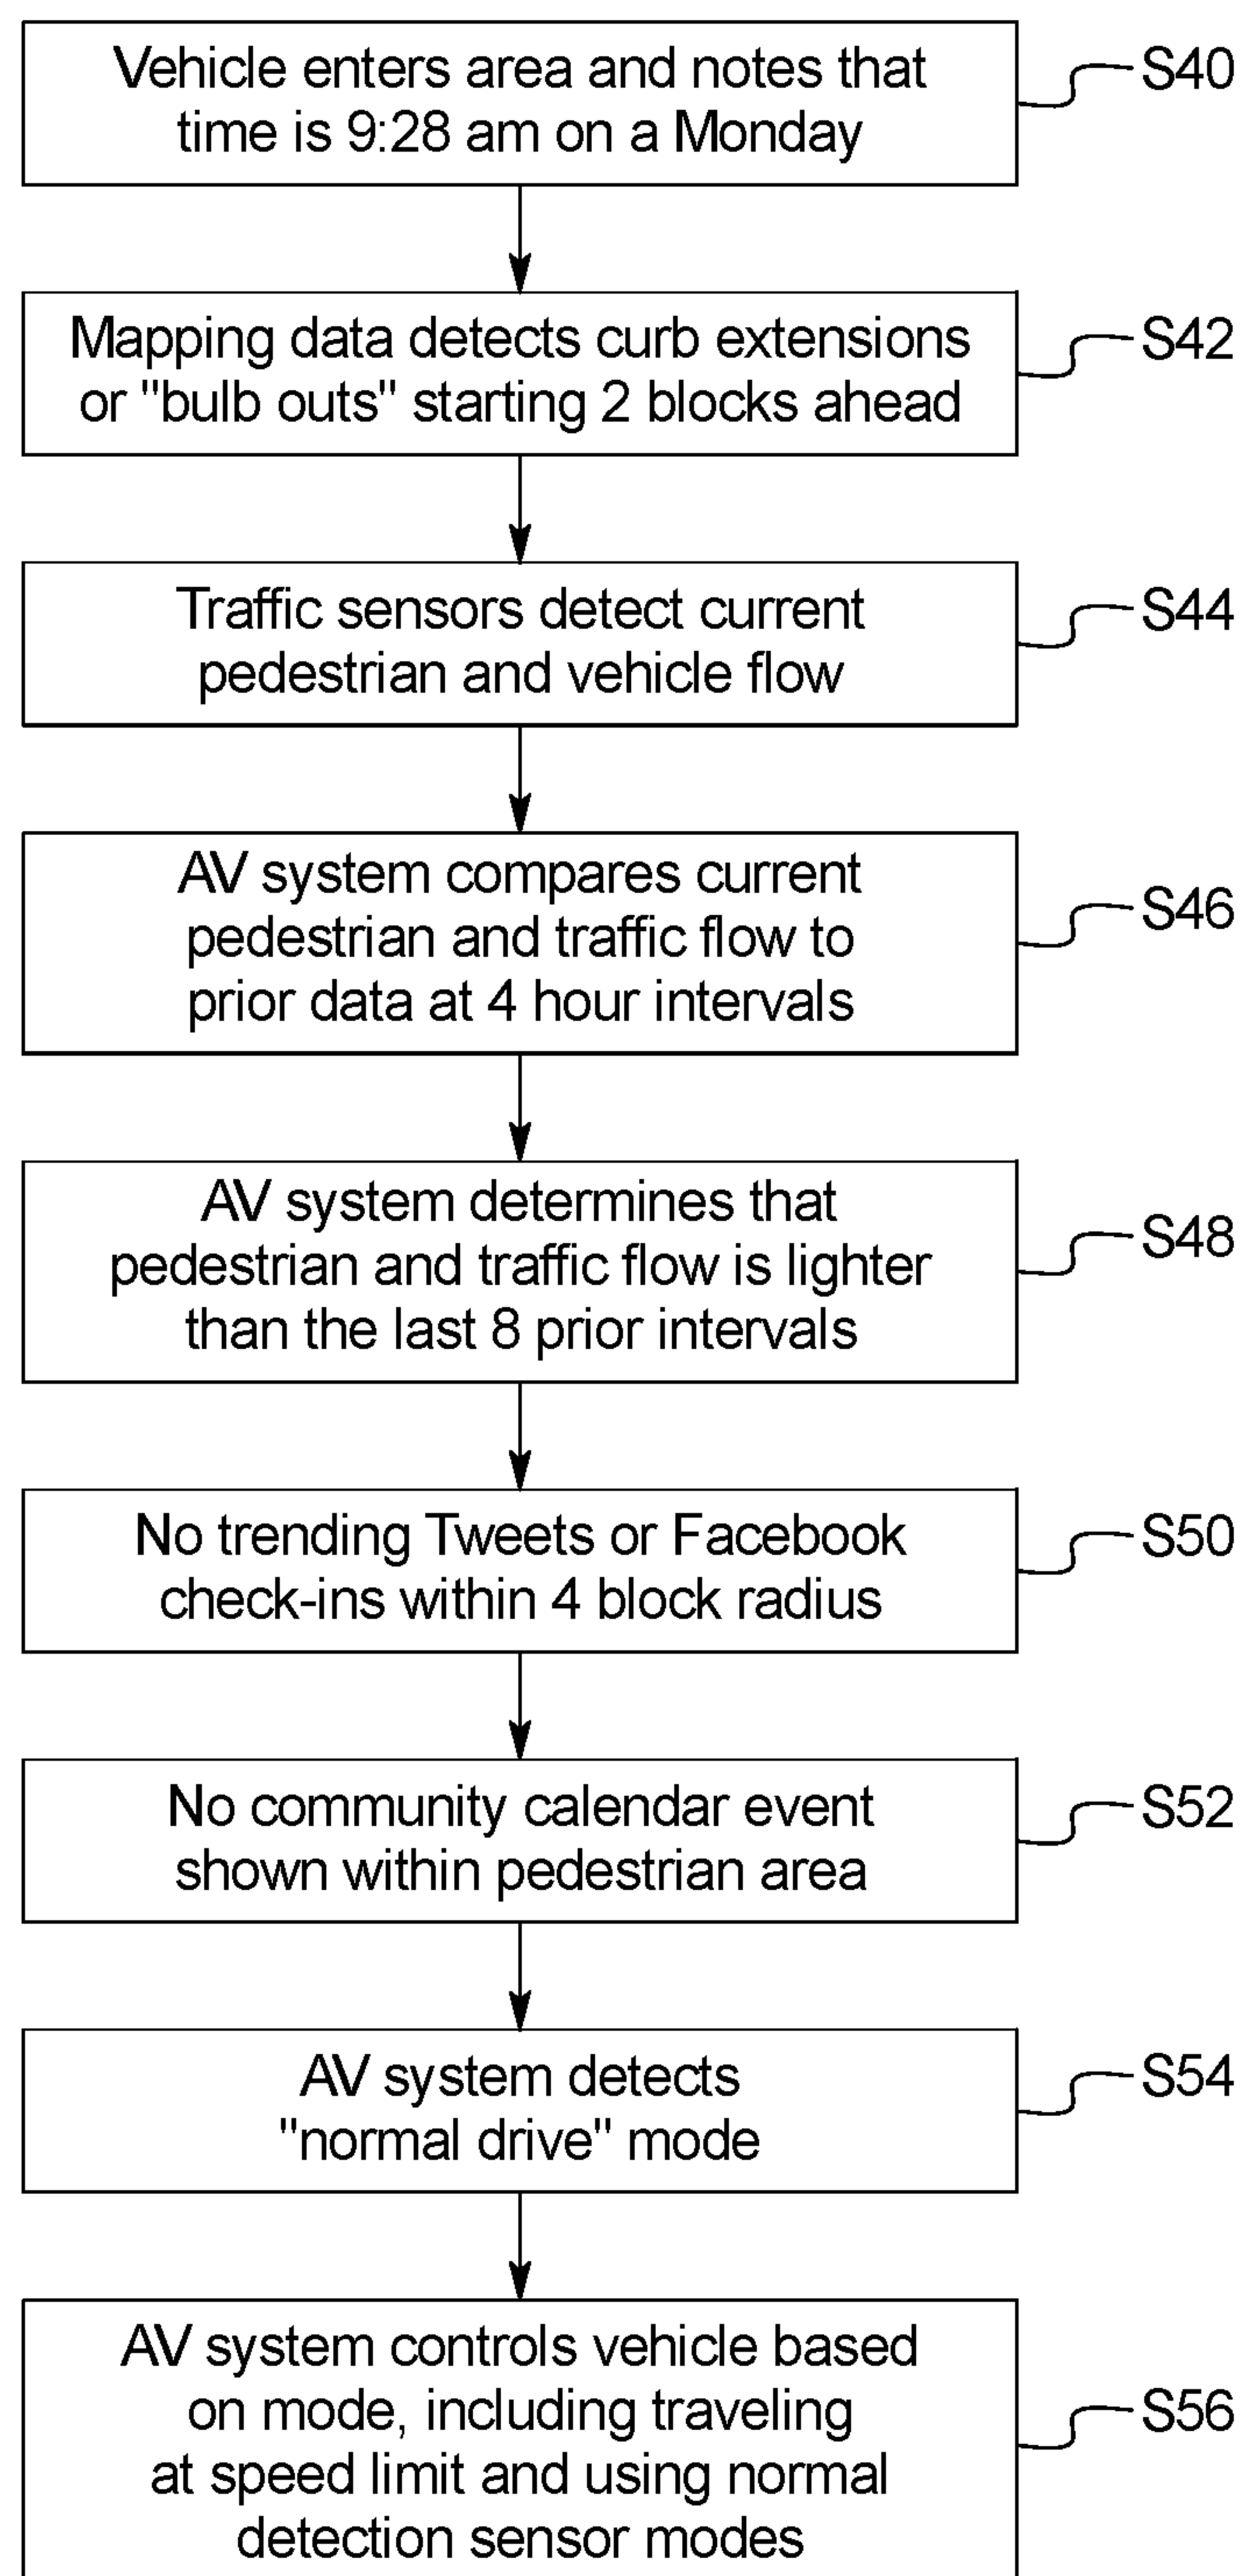 Vehicle enters area and notes that
time is 9:28 am on a Monday
S40
Mapping data detects curb extensions
or "bulb outs" starting 2 blocks ahead
S42
Traffic sensors detect current
pedestrian and vehicle flow
S44
AV system compares current
pedestrian and traffic flow to
prior data at 4 hour intervals
S46
AV system determines that
pedestrian and traffic flow is lighter
than the last 8 prior intervals
S48
No trending Tweets or Facebook
check-ins within 4 block radius
S50
No community calendar event
shown within pedestrian area
S52
AV system detects
"normal drive" mode
S54
AV system controls vehicle based
on mode, including traveling
at speed limit and using normal
detection sensor modes
S56